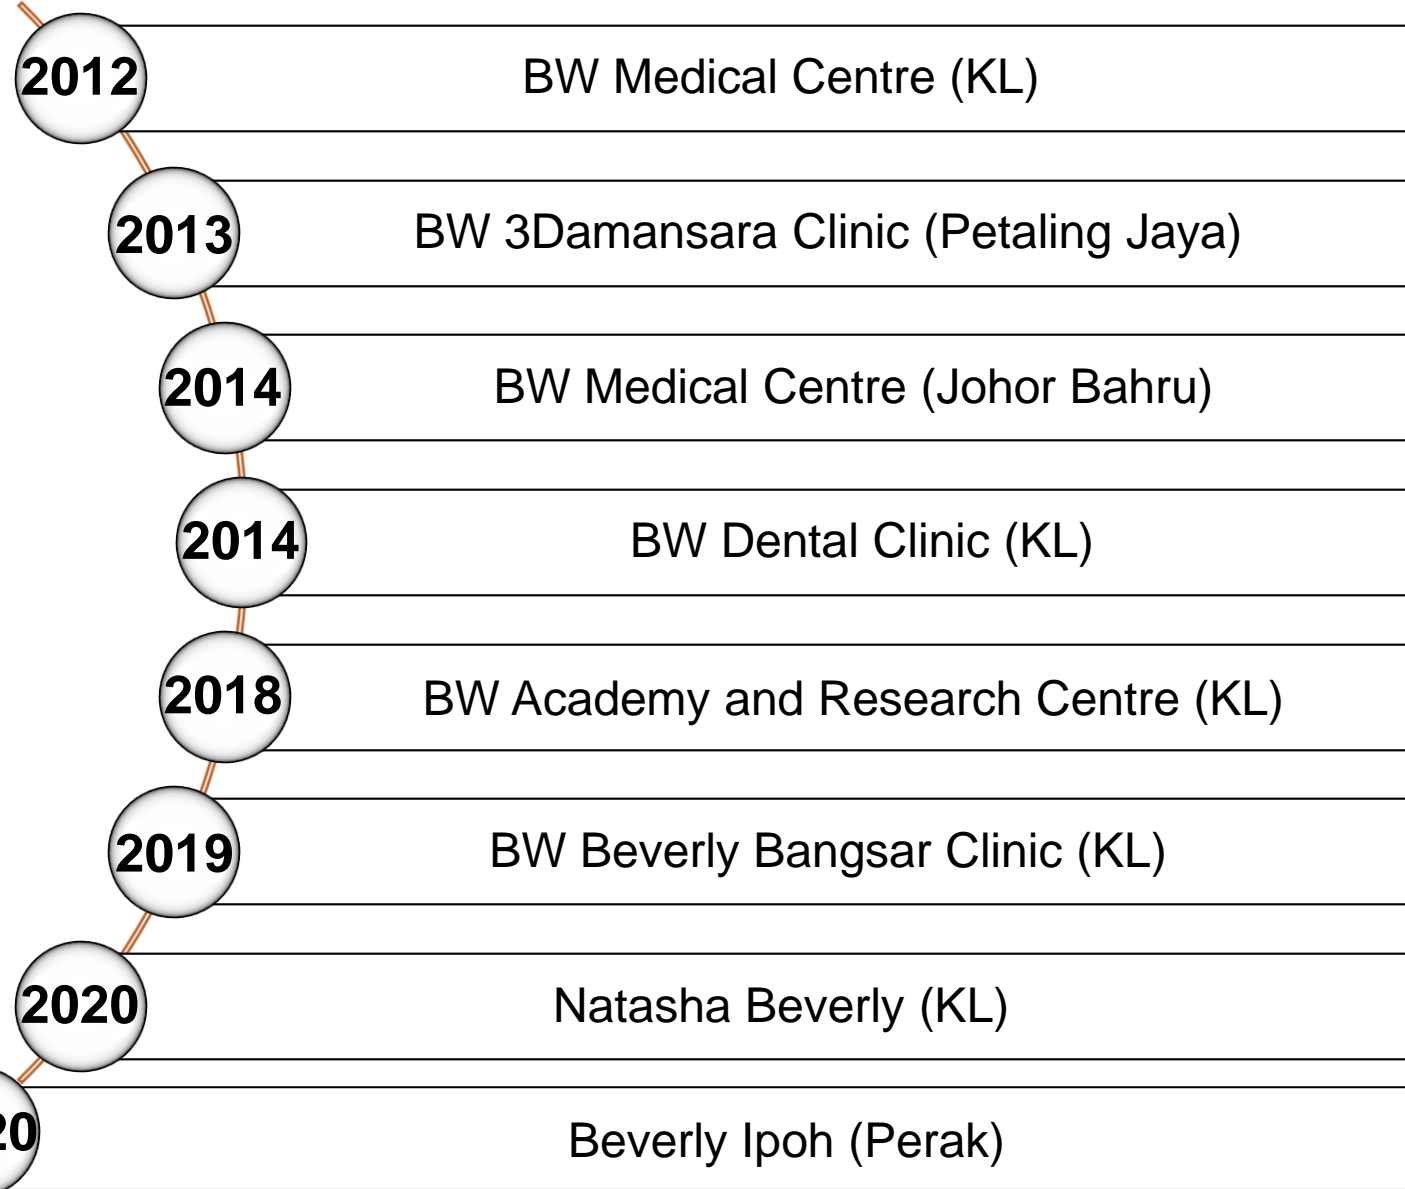 2012 BW Medical Centre (KL)
2013 BW 3Damansara Clinic (Petaling Jaya)
2014 BW Medical Centre (Johor Bahru)
2014 BW Dental Clinic (KL)
2018 BW Academy and Research Centre (KL)
2019 BW Beverly Bangsar Clinic (KL)
2020 Natasha Beverly (KL)
20 Beverly Ipoh (Perak)